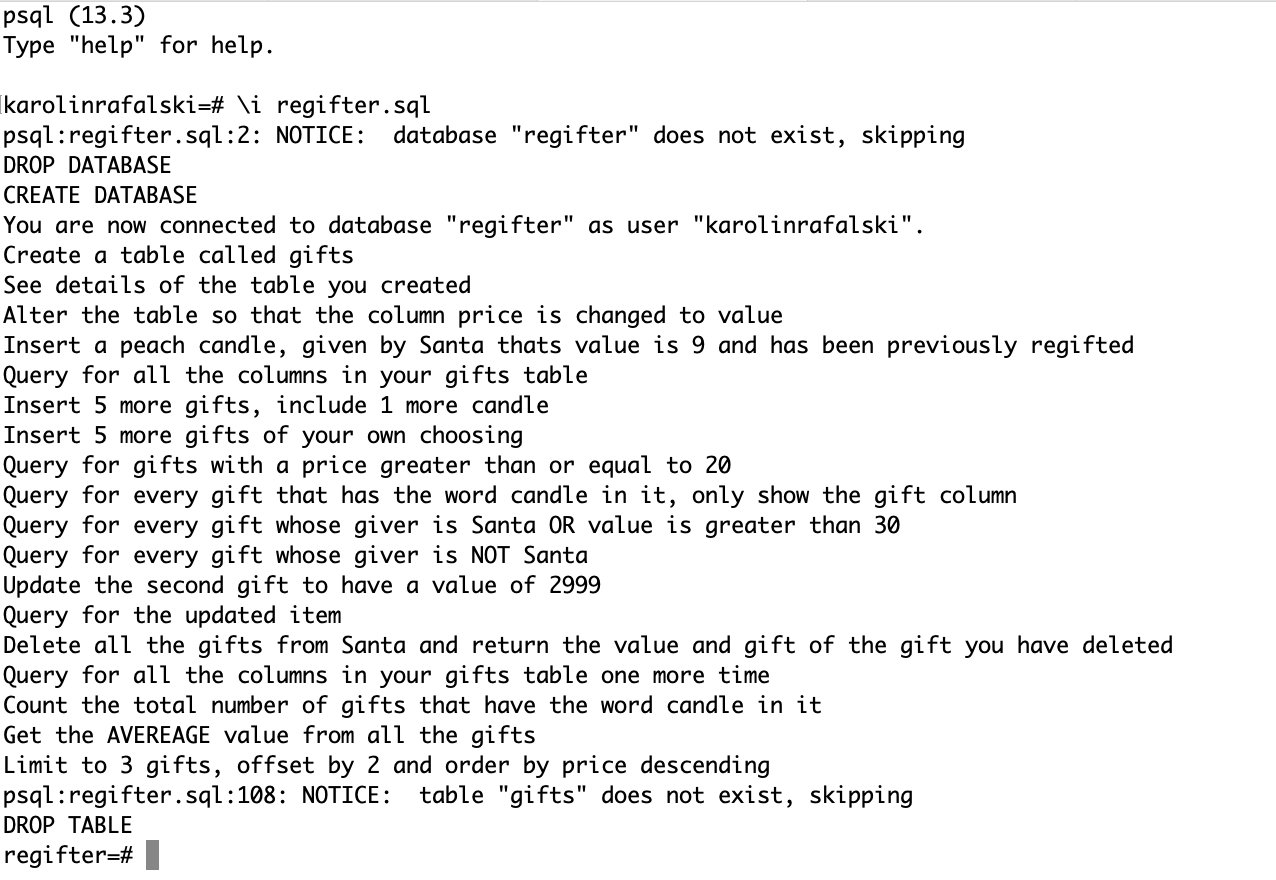 psql (13.3)
Type "help" for help.
karolinrafalski=# \i regifter.sql
psql:regifter.sql:2: NOTICE:  database "regifter" does not exist, skipping
DROP DATABASE
CREATE DATABASE
You are now connected to database "regifter" as user "karolinrafalski".
Create a table called gifts
See details of the table you created
Alter the table so that the column price is changed to value
Insert a peach candle, given by Santa thats value is 9 and has been previously regifted
Query for all the columns in your gifts table
Insert 5 more gifts, include 1 more candle
Insert 5 more gifts of your own choosing
Query for gifts with a price greater than or equal to 20
Query for every gift that has the word candle in it, only show the gift column
Query for every gift whose giver is Santa OR value is greater than 30
Query for every gift whose giver is NOT Santa
Update the second gift to have a value of 2999
Query for the updated item
Delete all the gifts from Santa and return the value and gift of the gift you have deleted
Query for all the columns in your gifts table one more time
Count the total number of gifts that have the word candle in it
Get the AVEREAGE value from all the gifts
Limit to 3 gifts, offset by 2 and order by price descending
psql:regifter.sql:108: NOTICE:  table "gifts" does not exist, skipping
DROP TABLE
regifter=#